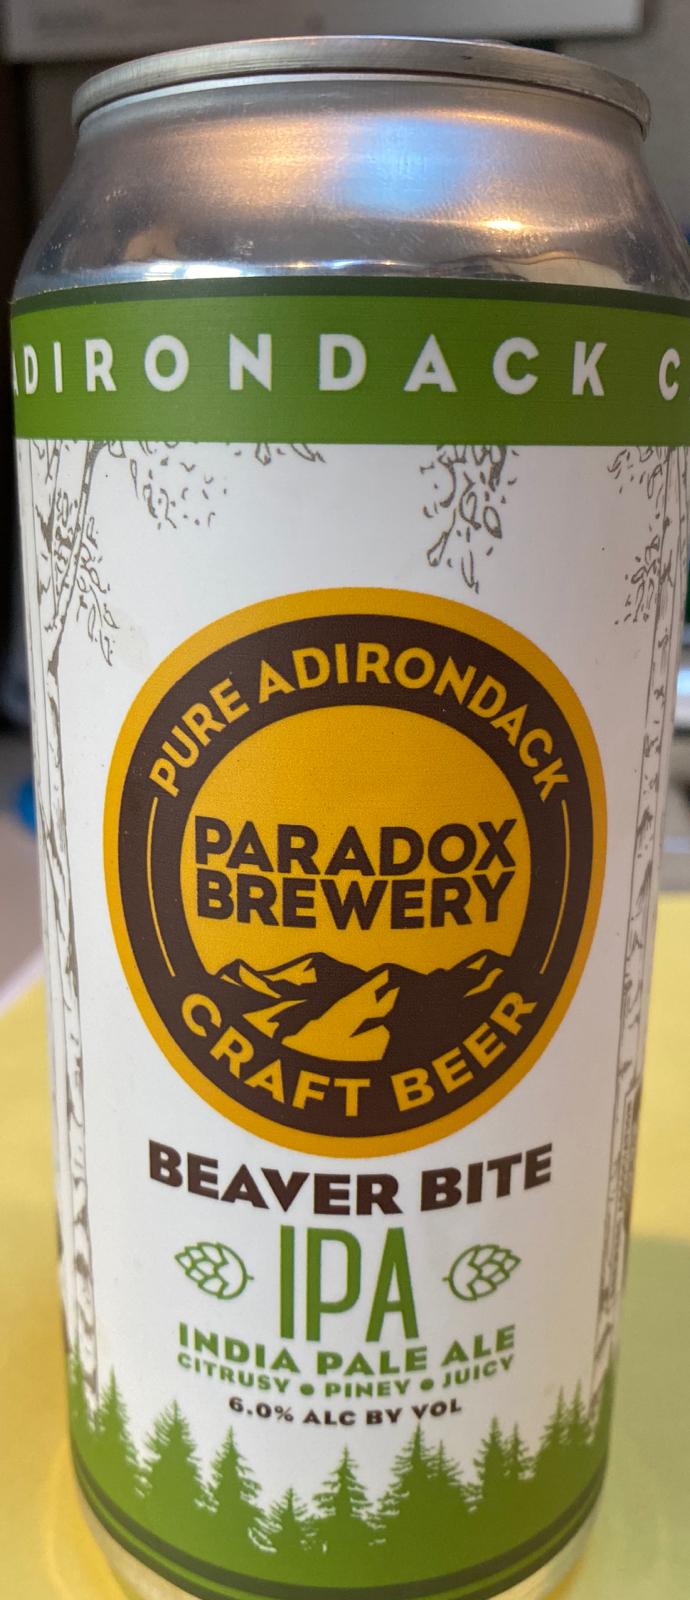 ADIRONDACK C
PURE ADIRONDACK
PARADOX
BREWERY
CRAFT BEER
BEAVER BITE
IPA
INDIA PALE ALE
CITRUSY • PINEY • JUICY
6.0% ALC BY VOL